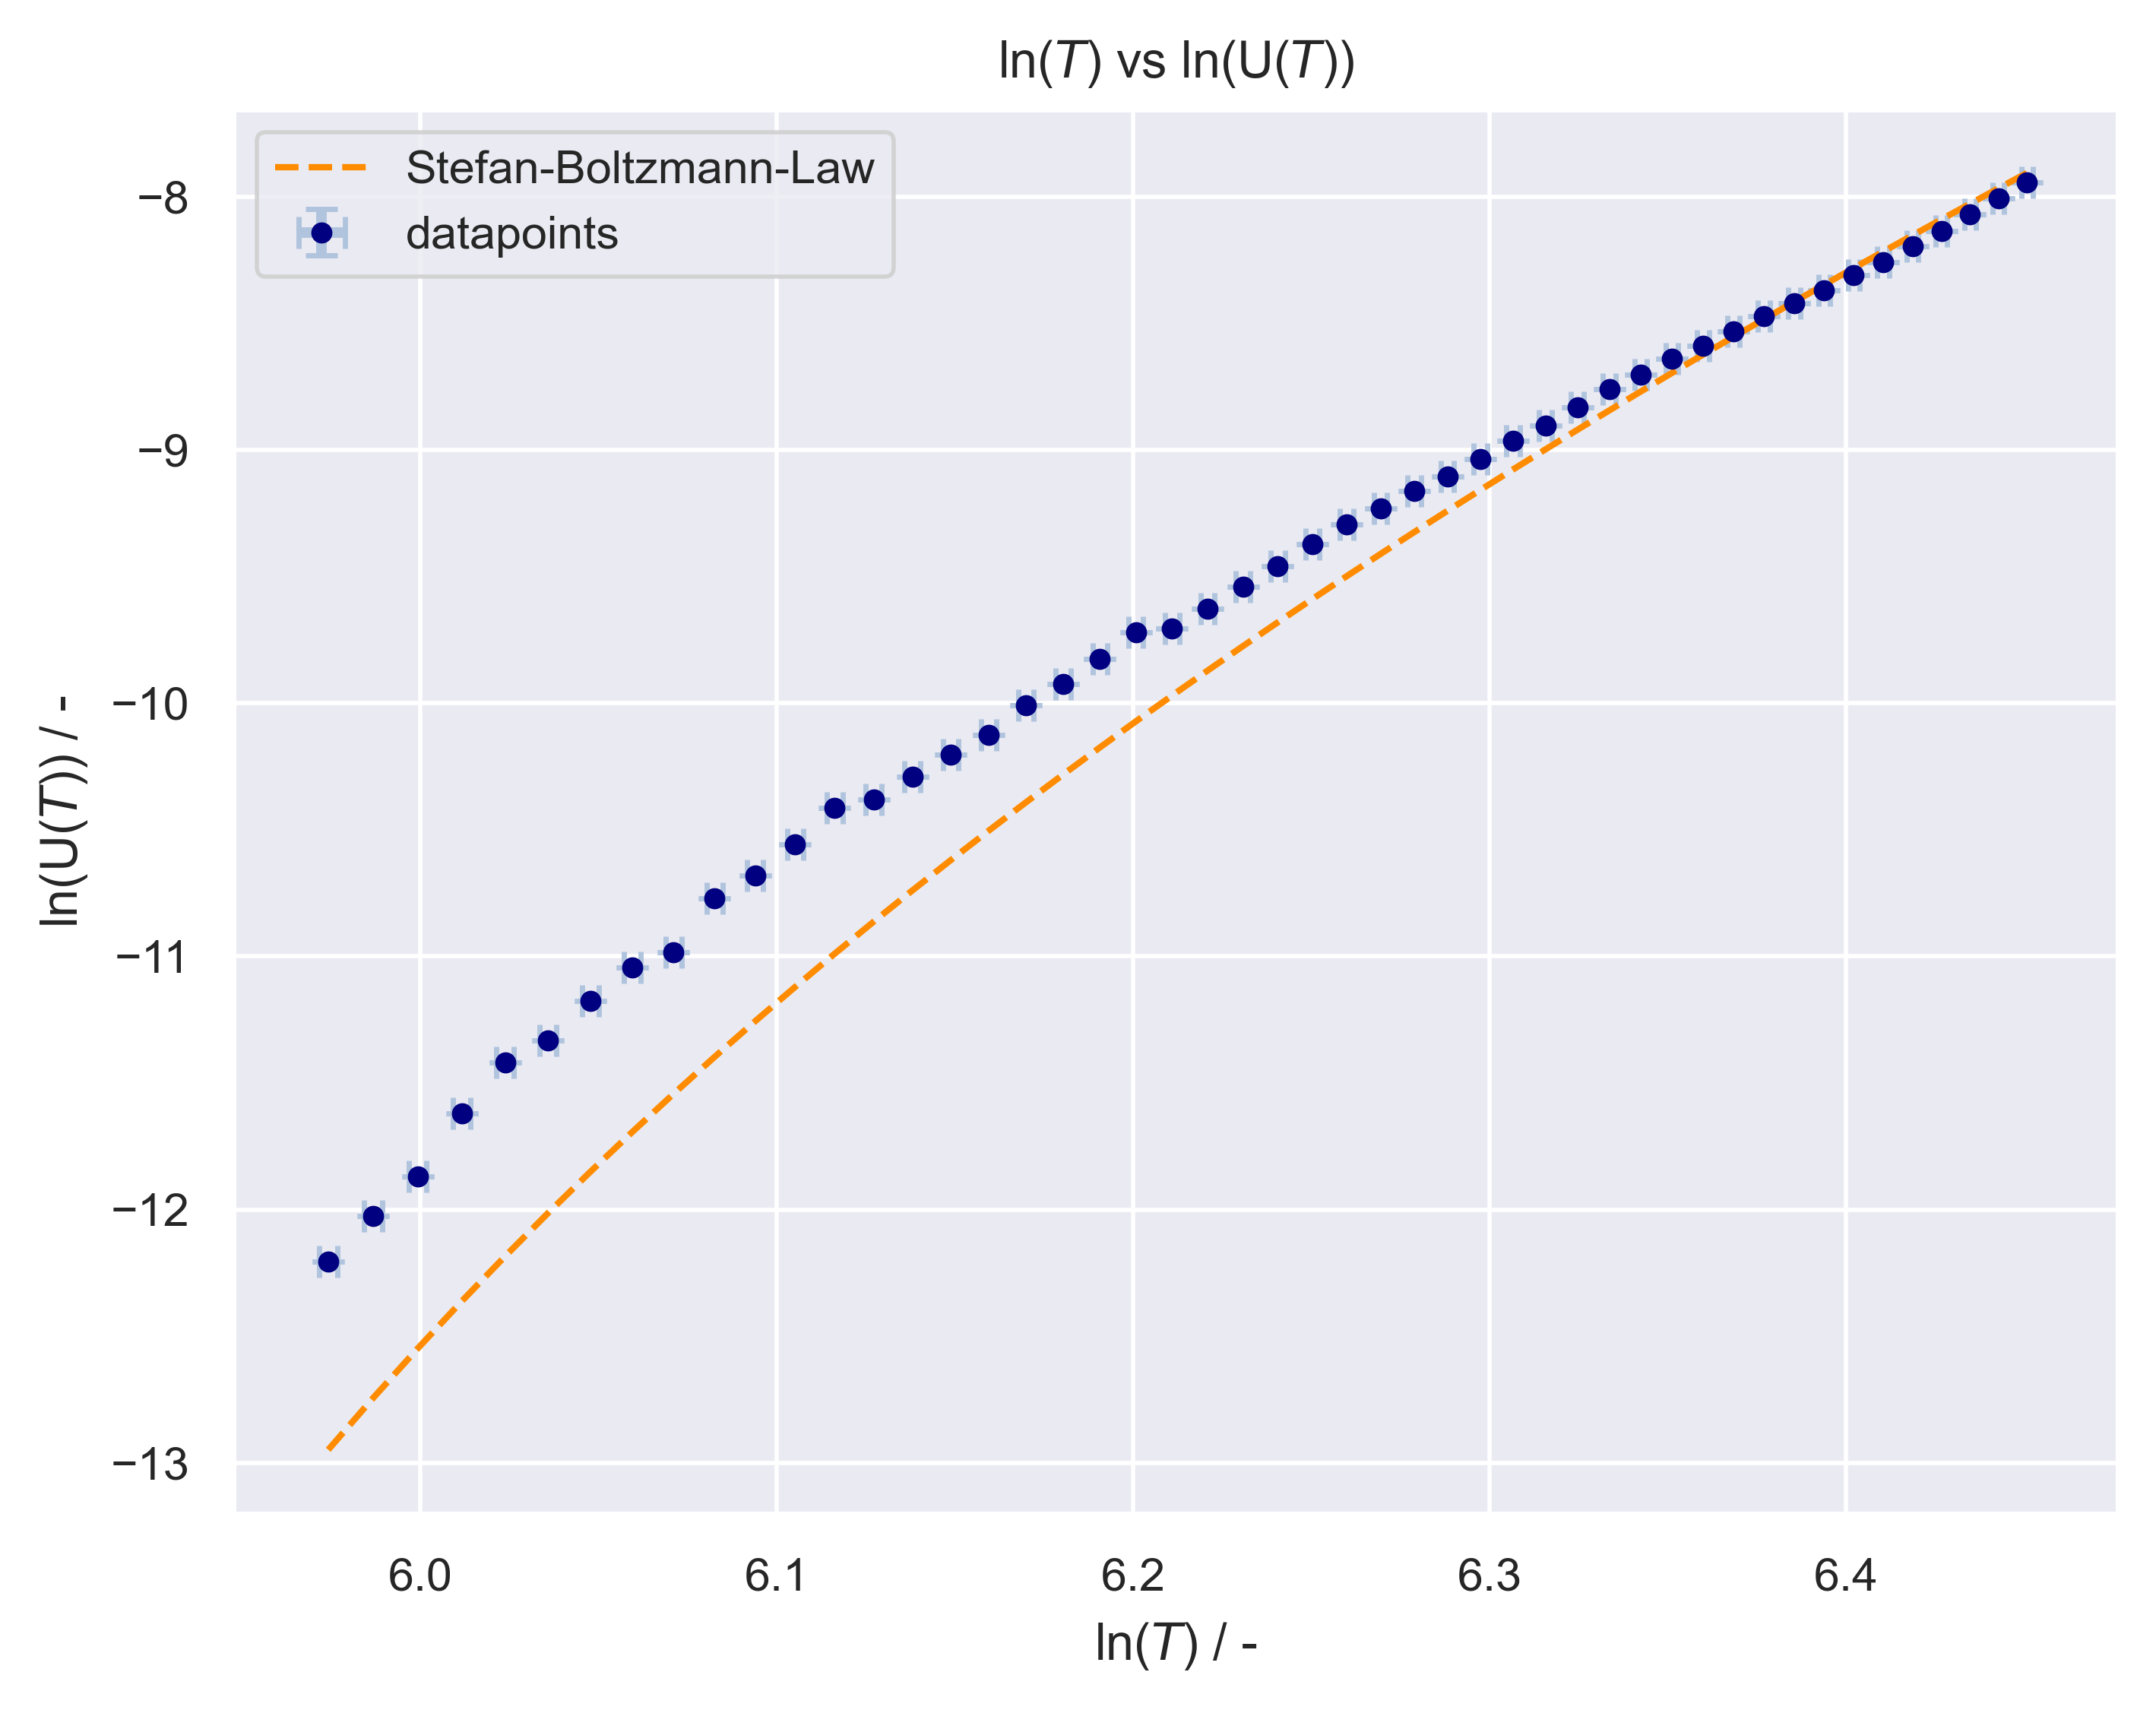 ln(T) vs ln(U(T))
Stefan-Boltzmann-Law
datapoints
−8
−9
−10
−11
−12
−13
ln(U(T)) / -
6.0 6.1 6.2 6.3 6.4
ln(T) / -